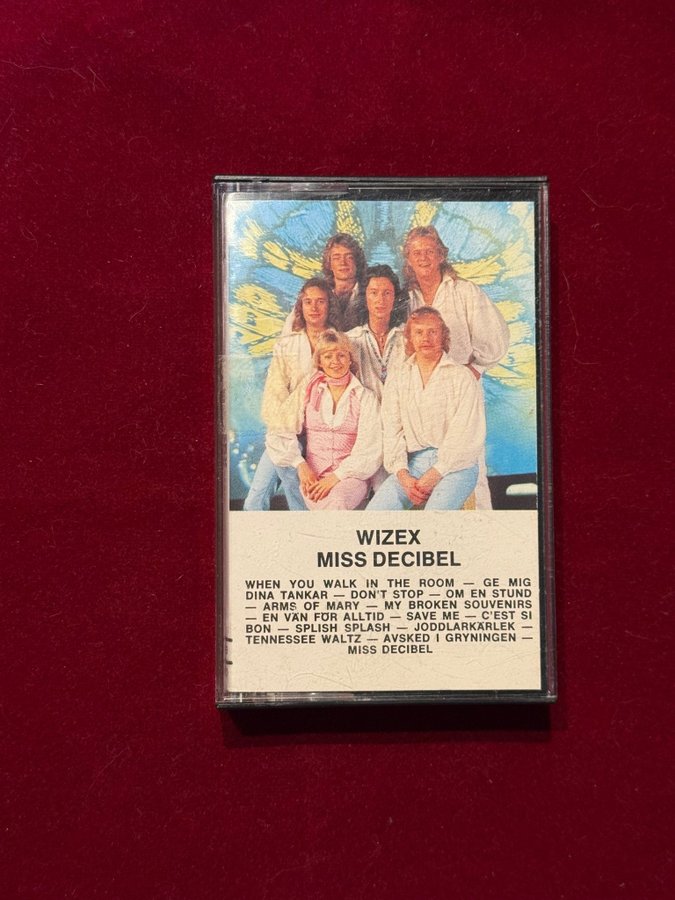 WIZEX
MISS DECIBEL
WHEN YOU WALK IN THE ROOM — GE MIG
DINA TANKAR — DON'T STOP — OM EN STUND
— ARMS OF MARY — MY BROKEN SOUVENIRS
— EN VÄN FÖR ALLTID — SAVE ME — C'EST SI
BON — SPLISH SPLASH — JODDLARKÄRLEK —
TENNESSEE WALTZ — AVSKED I GRYNINGEN —
MISS DECIBEL